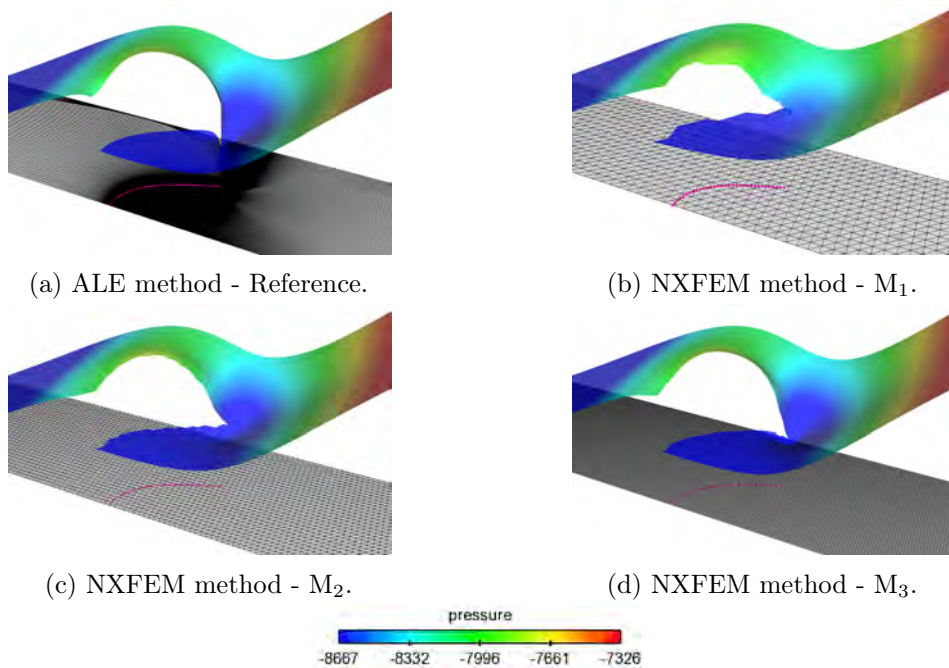 (a) ALE method - Reference.
(b) NXFEM method - M₁.
(c) NXFEM method - M₂.
(d) NXFEM method - M₃.
pressure
-8667 -8332 -7996 -7661 -7326